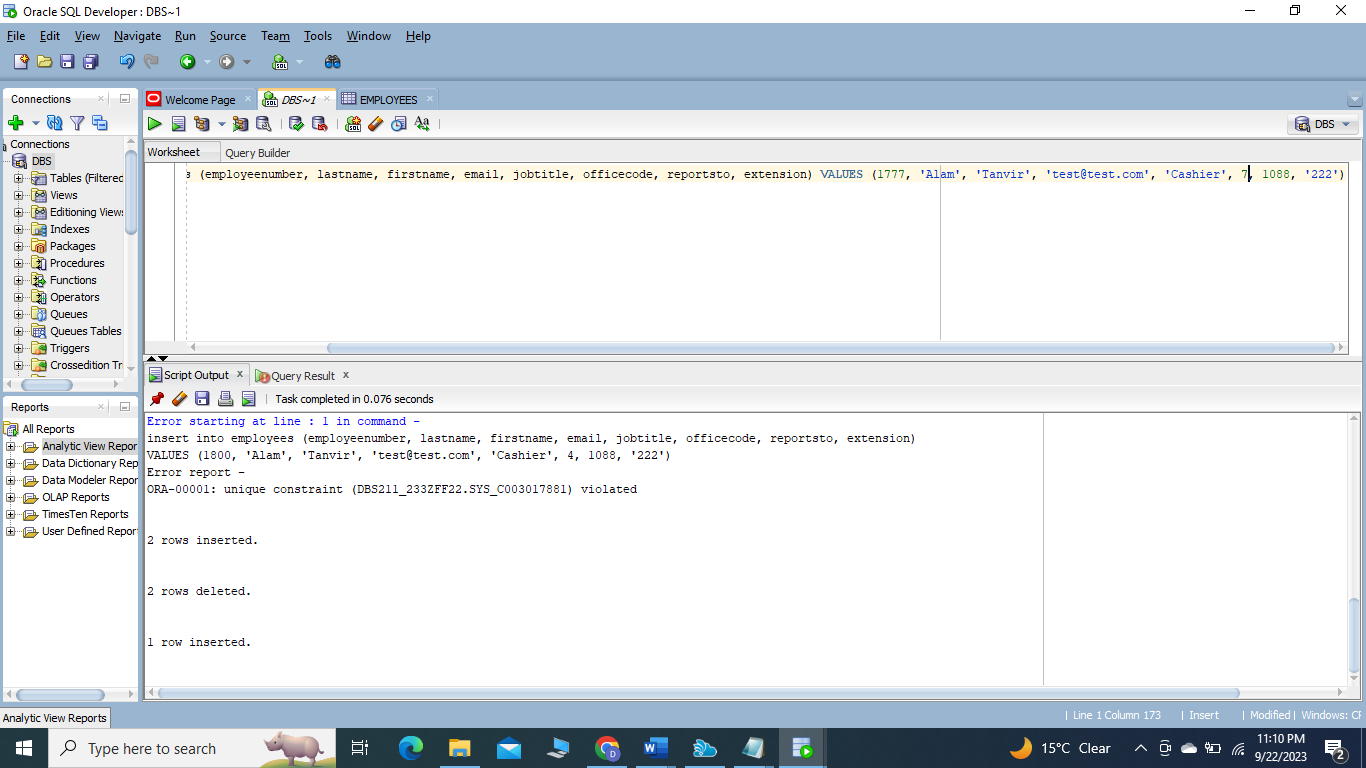 Oracle SQL Developer : DBS~1
File Edit View Navigate Run Source Team Tools Window Help
Connections
Connections
DBS
Tables (Filtered
Views
Editioning Views
Indexes
Packages
Procedures
Functions
Operators
Queues
Queues Tables
Triggers
Crossedition Tr
Reports
All Reports
Analytic View Repor
Data Dictionary Rep
Data Modeler Repor
OLAP Reports
TimesTen Reports
User Defined Repor
Analytic View Reports
Welcome Page DBS~1 EMPLOYEES
DBS
Worksheet Query Builder
s (employeenumber, lastname, firstname, email, jobtitle, officecode, reportsto, extension) VALUES (1777, 'Alam', 'Tanvir', 'test@test.com', 'Cashier', 7, 1088, '222')
Script Output x Query Result x
Task completed in 0.076 seconds
Error starting at line : 1 in command -
insert into employees (employeenumber, lastname, firstname, email, jobtitle, officecode, reportsto, extension)
VALUES (1800, 'Alam', 'Tanvir', 'test@test.com', 'Cashier', 4, 1088, '222')
Error report -
ORA-00001: unique constraint (DBS211_233ZFF22.SYS_C003017881) violated
2 rows inserted.
2 rows deleted.
1 row inserted.
Line 1 Column 173 Insert Modified Windows: CF
Type here to search
15°C Clear
11:10 PM
9/22/2023
2